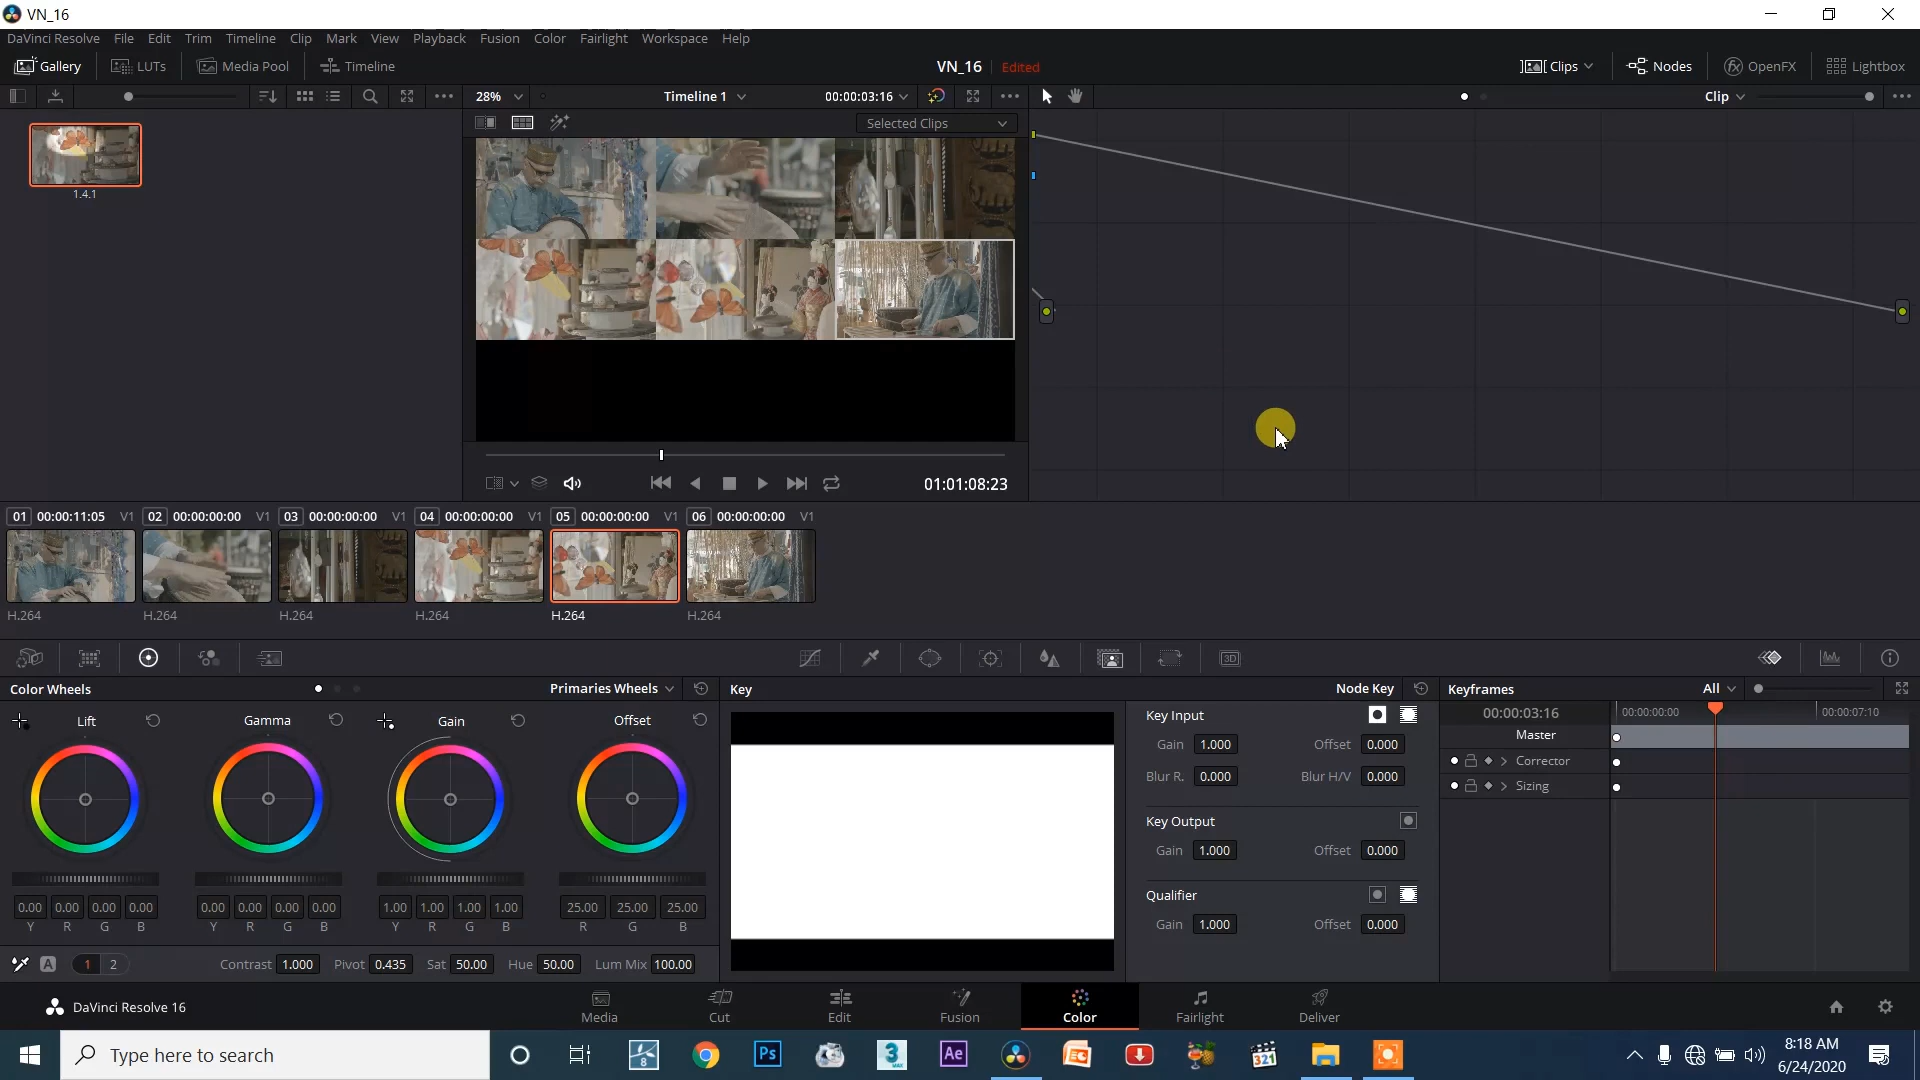 VN_16
DaVinci Resolve File Edit Trim Timeline Clip Mark View Playback Fusion Color Fairlight Workspace Help
Gallery LUTs Media Pool Timeline VN_16 Edited Clips Nodes OpenFX Lightbox
28% Timeline 1 00:00:03:16 Clip
Selected Clips
1.4.1
01:01:08:23
01 00:00:11:05 V1 02 00:00:00:00 V1 03 00:00:00:00 V1 04 00:00:00:00 V1 05 00:00:00:00 V1 06 00:00:00:00 V1
H.264 H.264 H.264 H.264 H.264 H.264
3D
Color Wheels Primaries Wheels Key Node Key Keyframes All
Lift Gamma Gain Offset
Key Input
Gain 1.000 Offset 0.000
Blur R. 0.000 Blur H/V 0.000
Key Output
Gain 1.000 Offset 0.000
Qualifier
Gain 1.000 Offset 0.000
00:00:03:16 00:00:00:00 00:00:07:10
Master
Corrector
Sizing
0.00 0.00 0.00 0.00 0.00 0.00 0.00 0.00 1.00 1.00 1.00 1.00 25.00 25.00 25.00
Y R G B Y R G B Y R G B R G B
A 1 2 Contrast 1.000 Pivot 0.435 Sat 50.00 Hue 50.00 Lum Mix 100.00
DaVinci Resolve 16 Media Cut Edit Fusion Color Fairlight Deliver
Type here to search 8 Ps 3 MAX Ae 321
8:18 AM
6/24/2020